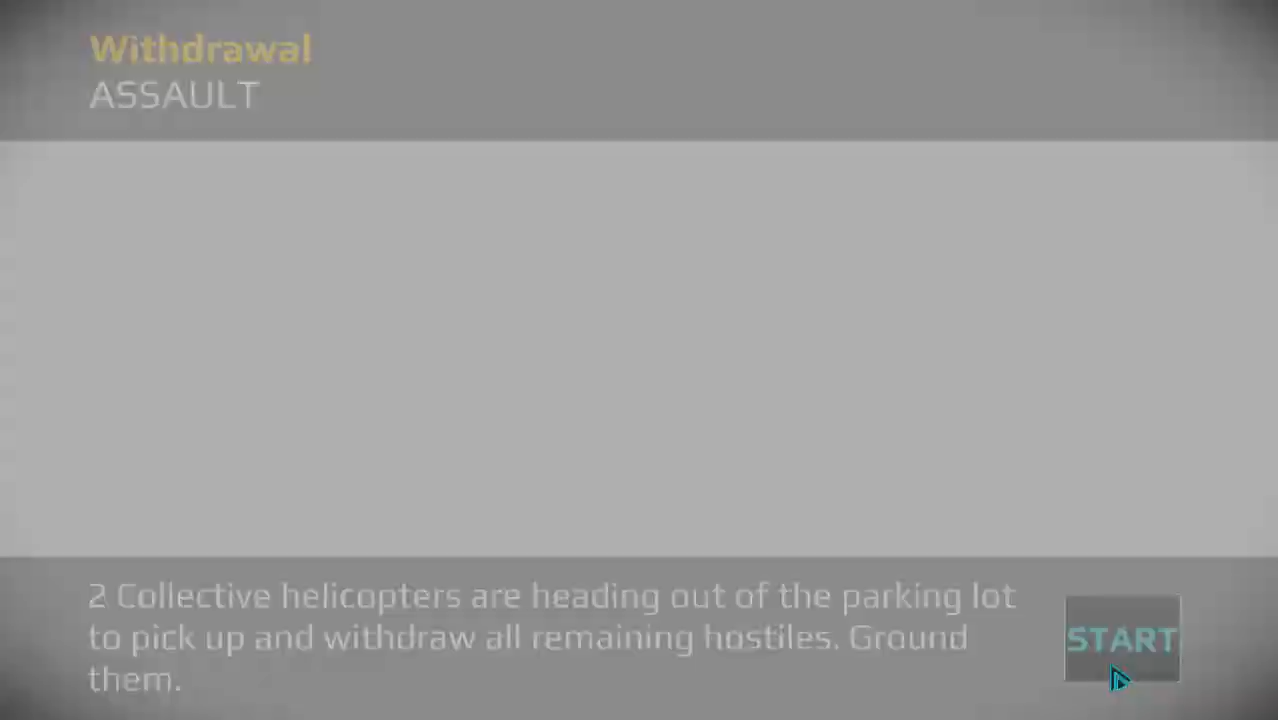 Withdrawal
ASSAULT
2 Collective helicopters are heading out of the parking lot
to pick up and withdraw all remaining hostiles. Ground
them.
START